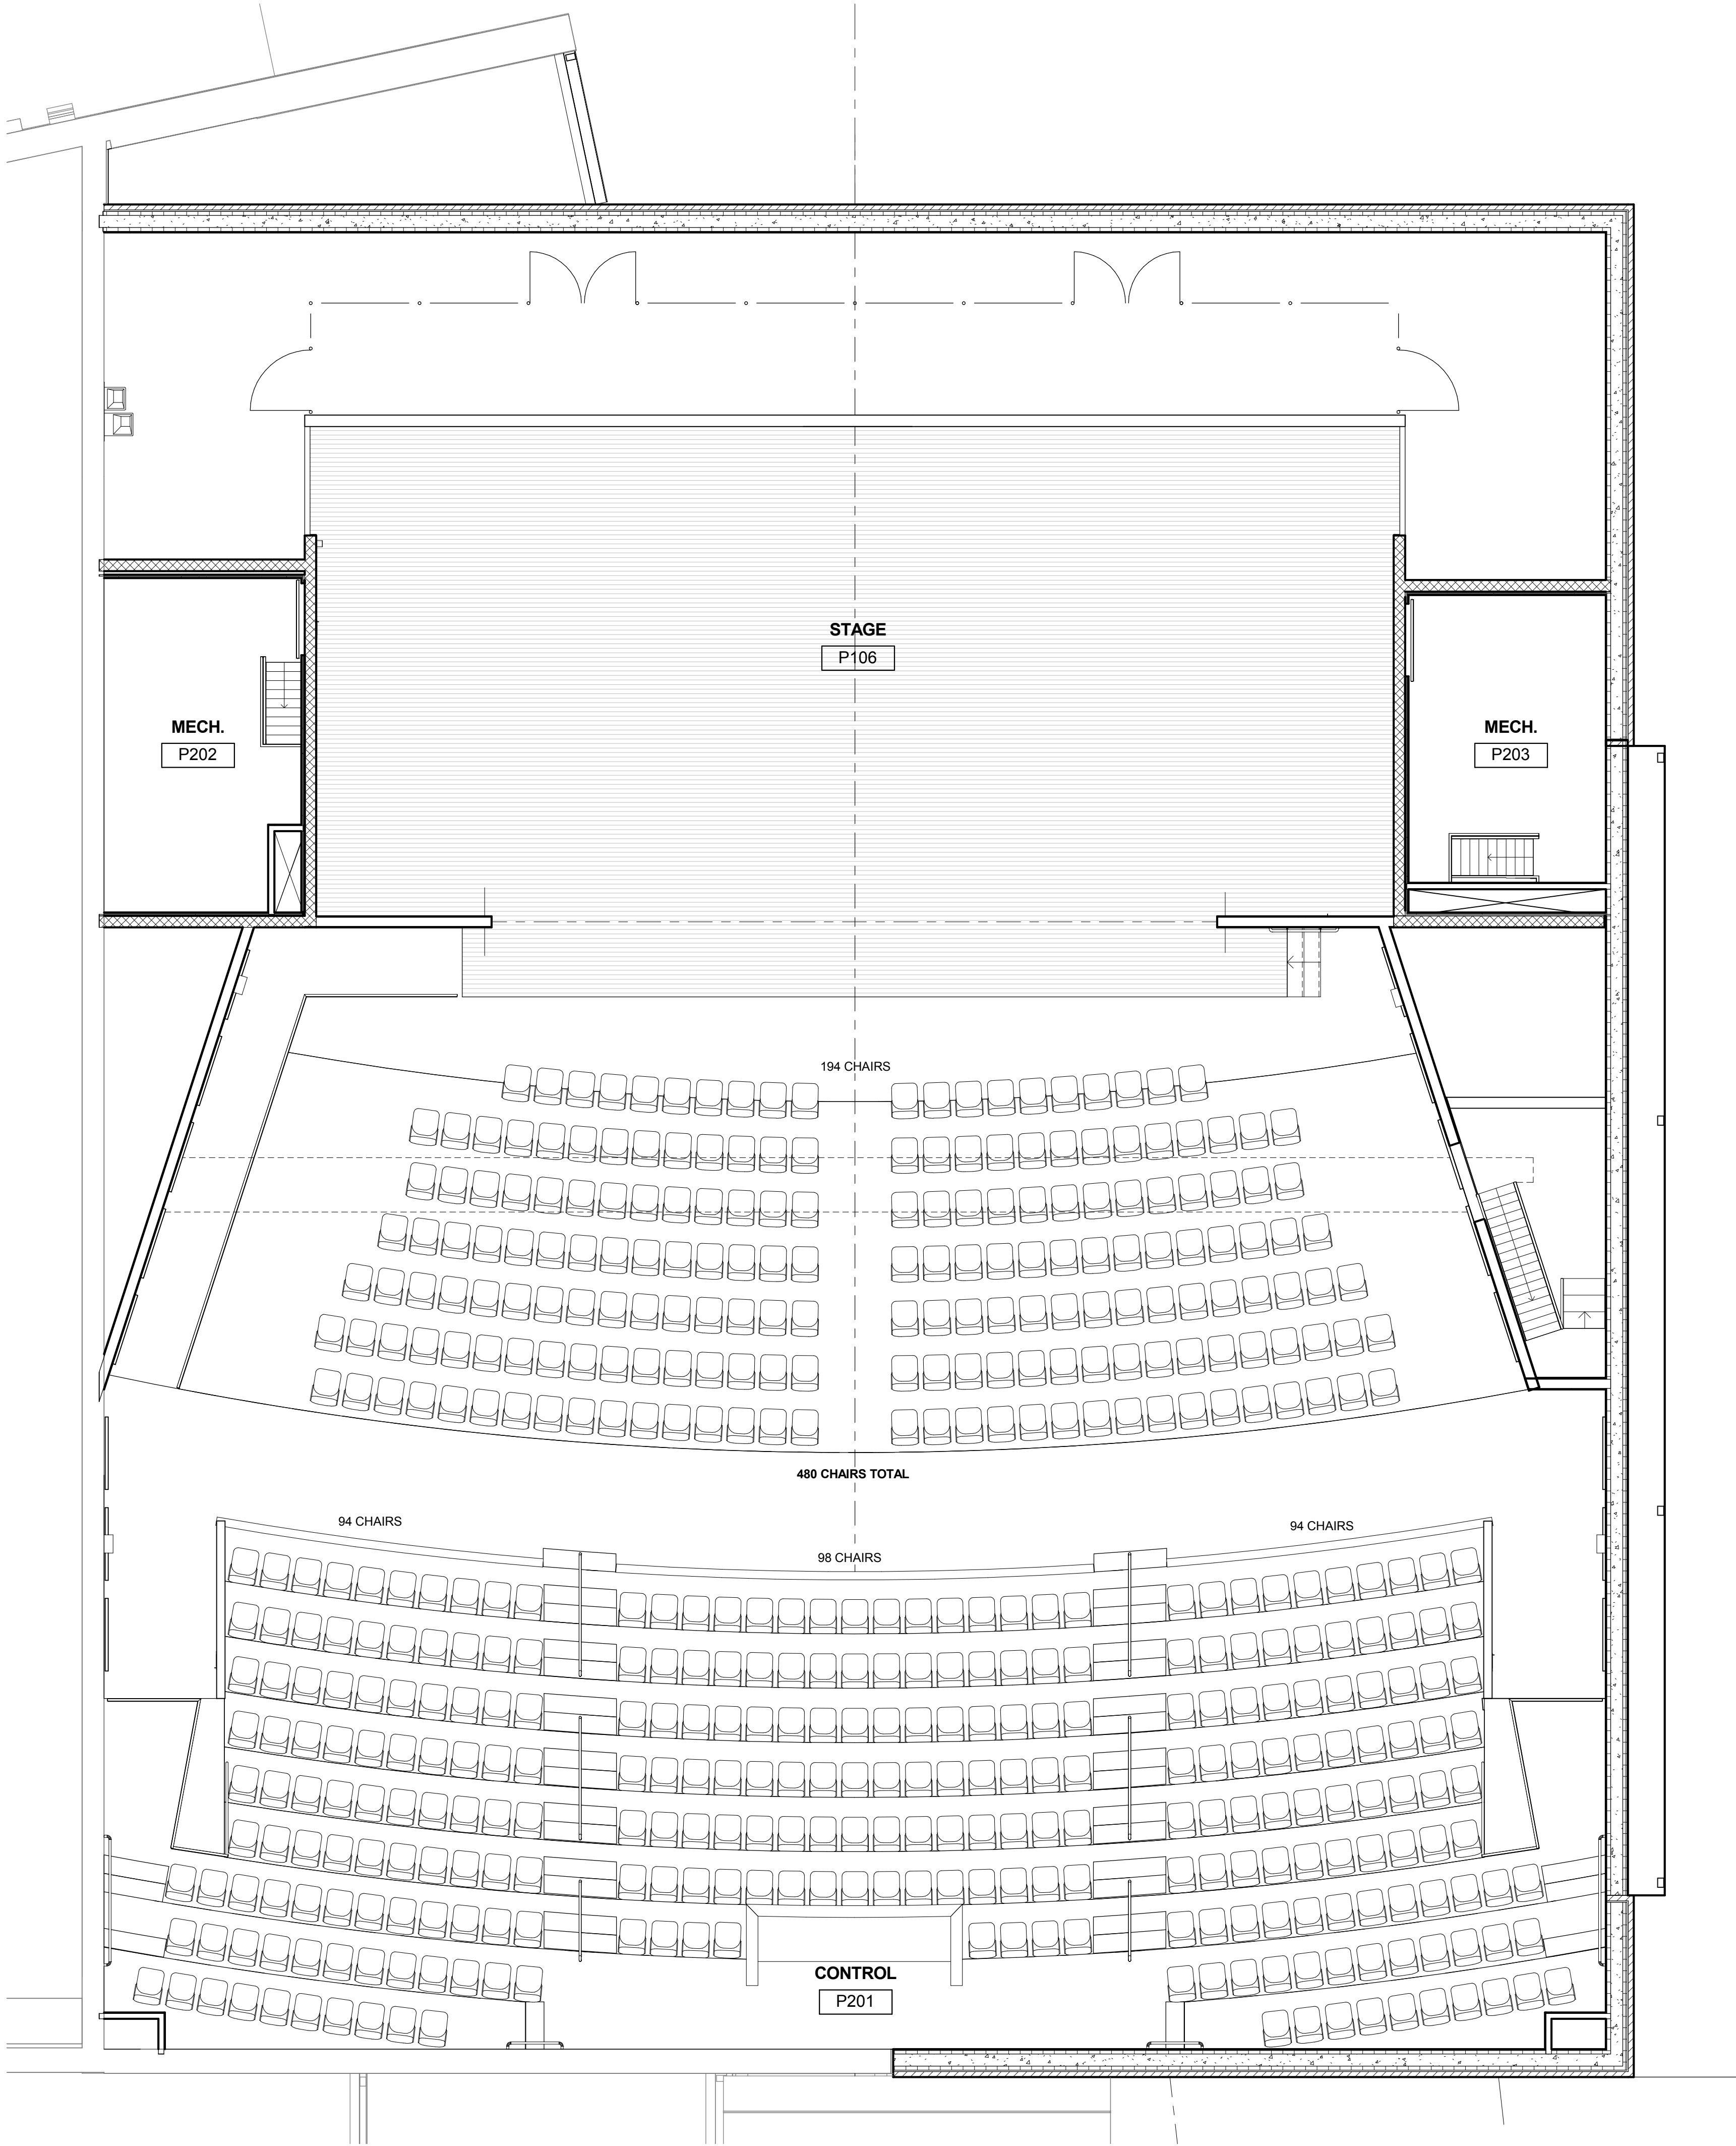 STAGE
P106
MECH.
P202
MECH.
P203
194 CHAIRS
480 CHAIRS TOTAL
94 CHAIRS
98 CHAIRS
94 CHAIRS
CONTROL
P201